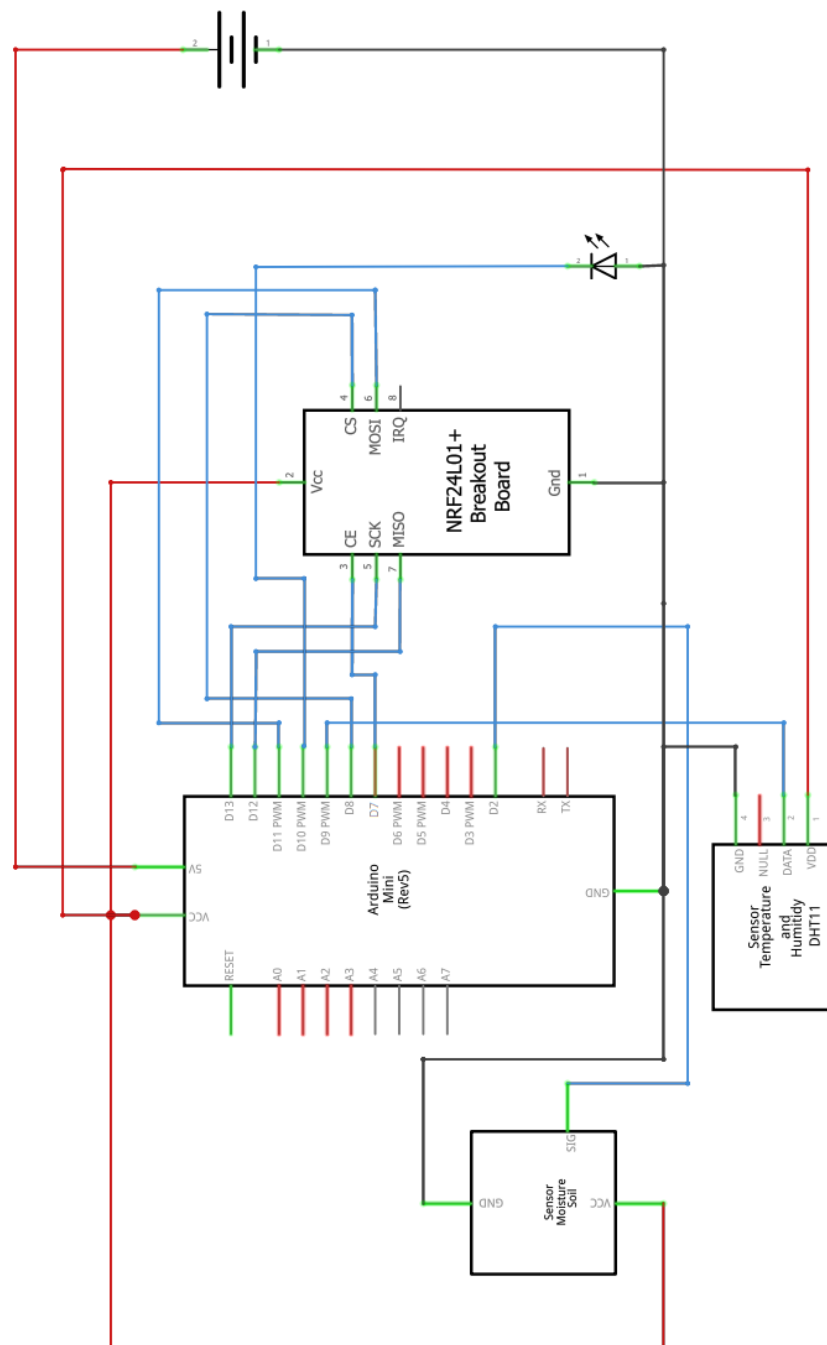 2
1
2
1
4
6
8
CS
MOSI
IRQ
2
Vcc
NRF24L01+
Breakout
Board
Gnd
1
CE
SCK
MISO
3
5
7
D13
D12
D11 PWM
D10 PWM
D9 PWM
D8
D7
D6 PWM
D5 PWM
D4
D3 PWM
D2
RX
TX
5V
VCC
Arduino
Mini
(Rev5)
GND
RESET
A0
A1
A2
A3
A4
A5
A6
A7
4
3
2
1
GND
NULL
DATA
VDD
Sensor
Temperature
and
Humitidy
DHT11
SIG
GND
Sensor
Moisture
Soil
VCC